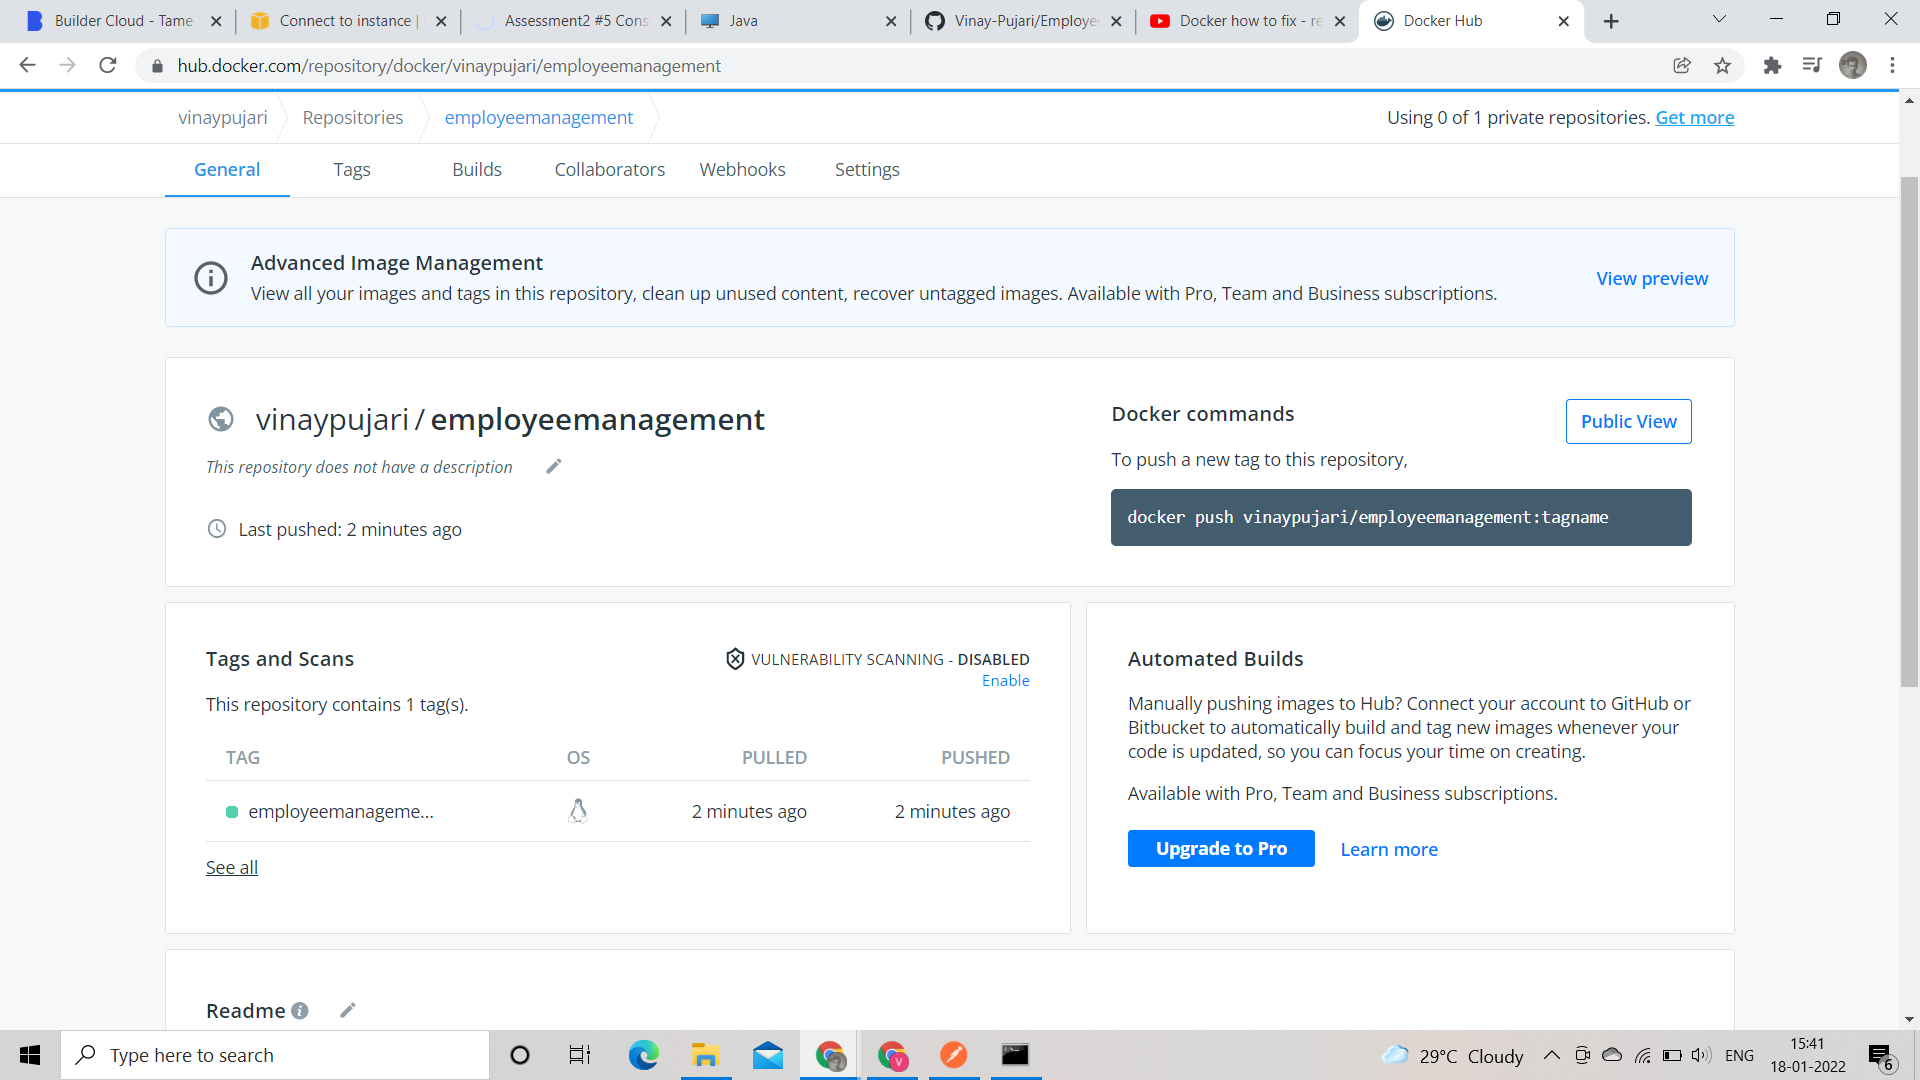 Builder Cloud - Tame
Connect to instance |
Assessment2 #5 Cons
Java
Vinay-Pujari/Employe
Docker how to fix - re
Docker Hub
hub.docker.com/repository/docker/vinaypujari/employeemanagement
vinaypujari
Repositories
employeemanagement
Using 0 of 1 private repositories. Get more
General
Tags
Builds
Collaborators
Webhooks
Settings
Advanced Image Management
View all your images and tags in this repository, clean up unused content, recover untagged images. Available with Pro, Team and Business subscriptions.
View preview
vinaypujari / employeemanagement
This repository does not have a description
Last pushed: 2 minutes ago
Docker commands
Public View
To push a new tag to this repository,
docker push vinaypujari/employeemanagement:tagname
Tags and Scans
VULNERABILITY SCANNING - DISABLED
Enable
This repository contains 1 tag(s).
TAG
OS
PULLED
PUSHED
employeemanageme...
2 minutes ago
2 minutes ago
See all
Automated Builds
Manually pushing images to Hub? Connect your account to GitHub or
Bitbucket to automatically build and tag new images whenever your
code is updated, so you can focus your time on creating.
Available with Pro, Team and Business subscriptions.
Upgrade to Pro
Learn more
Readme
Type here to search
V
29°C Cloudy
ENG
15:41
18-01-2022
6